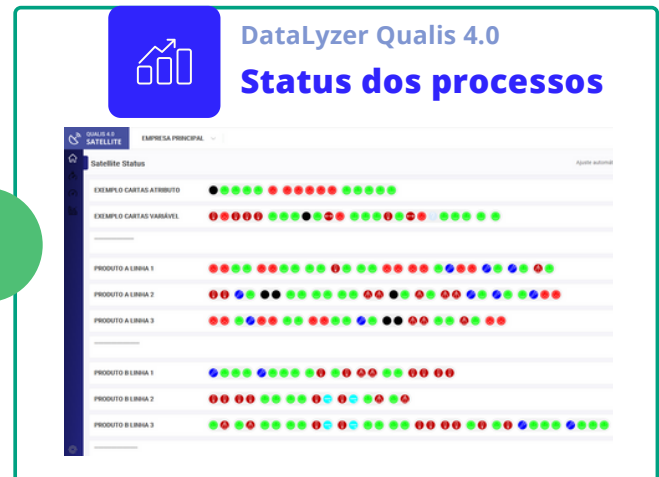 DataLyzer Qualis 4.0
Status dos processos
QUALIS 4.0
SATELLITE
EMPRESA PRINCIPAL
Satellite Status
Ajuste automá
EXEMPLO CARTAS ATRIBUTO
EXEMPLO CARTAS VARIÁVEL
PRODUTO A LINHA 1
PRODUTO A LINHA 2
PRODUTO A LINHA 3
PRODUTO B LINHA 1
PRODUTO B LINHA 2
PRODUTO B LINHA 3